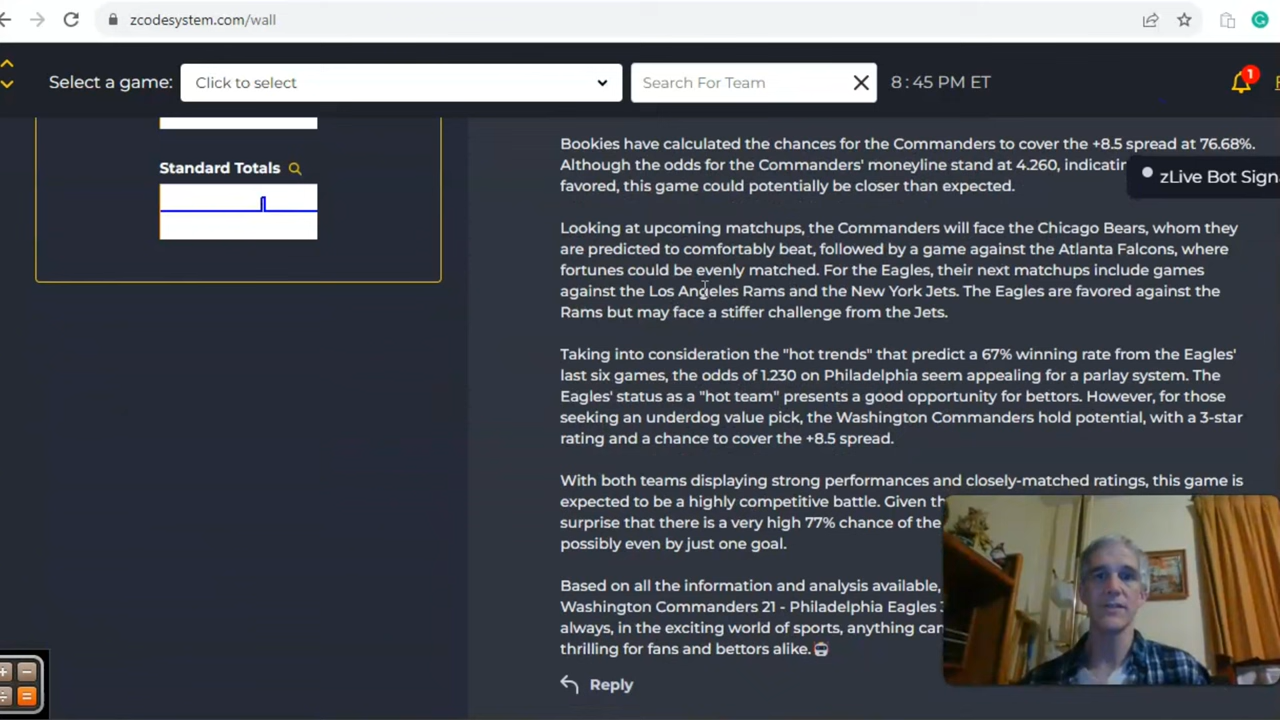 zcodesystem.com/wall
Select a game:
Click to select
Search For Team
8:45 PM ET
1
Standard Totals
Bookies have calculated the chances for the Commanders to cover the +8.5 spread at 76.68%.
Although the odds for the Commanders' moneyline stand at 4.260,
favored, this game could potentially be closer than expected.
zLive Bot
Looking at upcoming matchups, the Commanders will face the Chicago Bears, whom they
are predicted to comfortably beat, followed by a game against the Atlanta Falcons, where
fortunes could be evenly matched. For the Eagles, their next matchups include games
against the Los Angeles Rams and the New York Jets. The Eagles are favored against the
Rams but may face a stiffer challenge from the Jets.
Taking into consideration the "hot trends" that predict a 67% winning rate from the Eagles'
last six games, the odds of 1.230 on Philadelphia seem appealing for a parlay system. The
Eagles' status as a "hot team" presents a good opportunity for bettors. However, for those
seeking an underdog value pick, the Washington Commanders hold potential, with a 3-star
rating and a chance to cover the +8.5 spread.
With both teams displaying strong performances and closely-matched ratings, this game is
expected to be a highly competitive battle. Given
surprise that there is a very high 77% chance of the
possibly even by just one goal.
Based on all the information and analysis available,
Washington Commanders 21 - Philadelphia Eagles
always, in the exciting world of sports, anything
thrilling for fans and bettors alike.
Reply